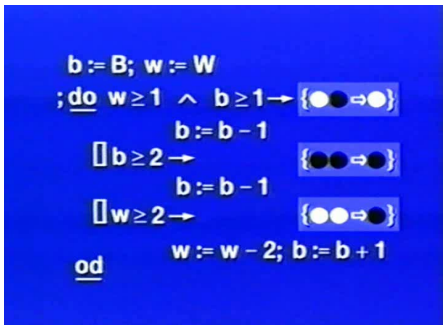 b := B; w := W
; do w ≥ 1 ∧ b ≥ 1 → {⚪⚫⇨⚪}
b := b − 1
▯ b ≥ 2 → {⚫⚫⇨⚫}
b := b − 1
▯ w ≥ 2 → {⚪⚪⇨⚫}
w := w − 2; b := b + 1
od